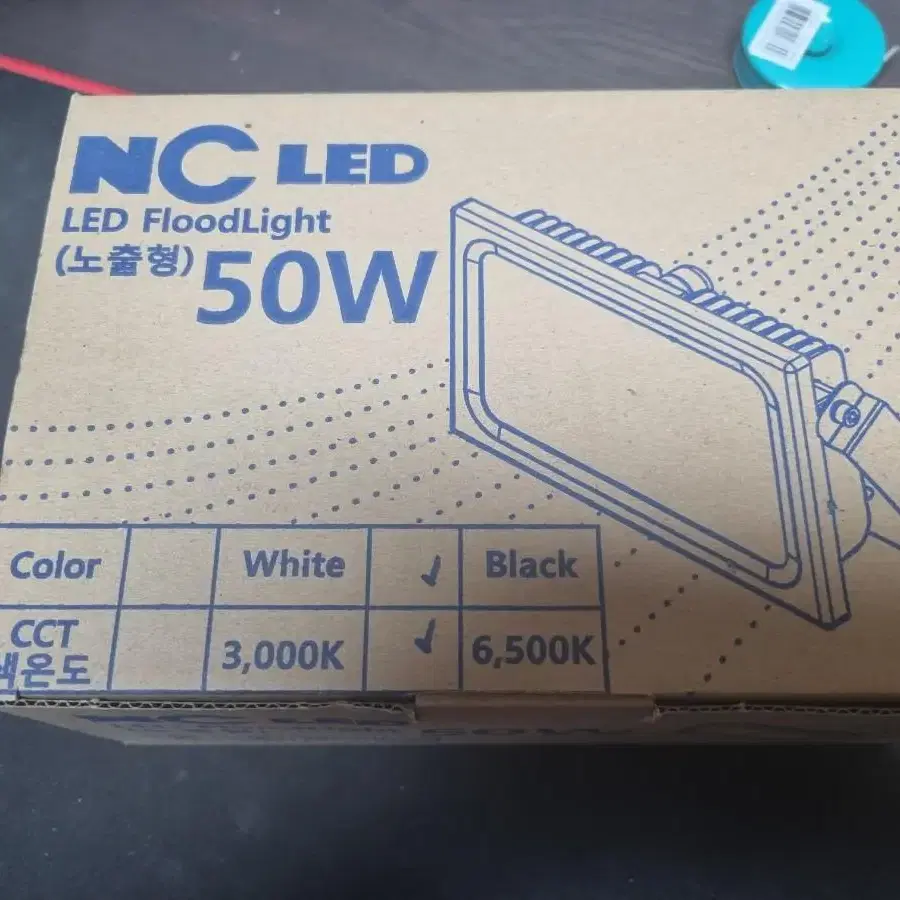 NC LED
LED FloodLight
(노출형) 50W
Color White ✓ Black
CCT 3,000K ✓ 6,500K
색온도